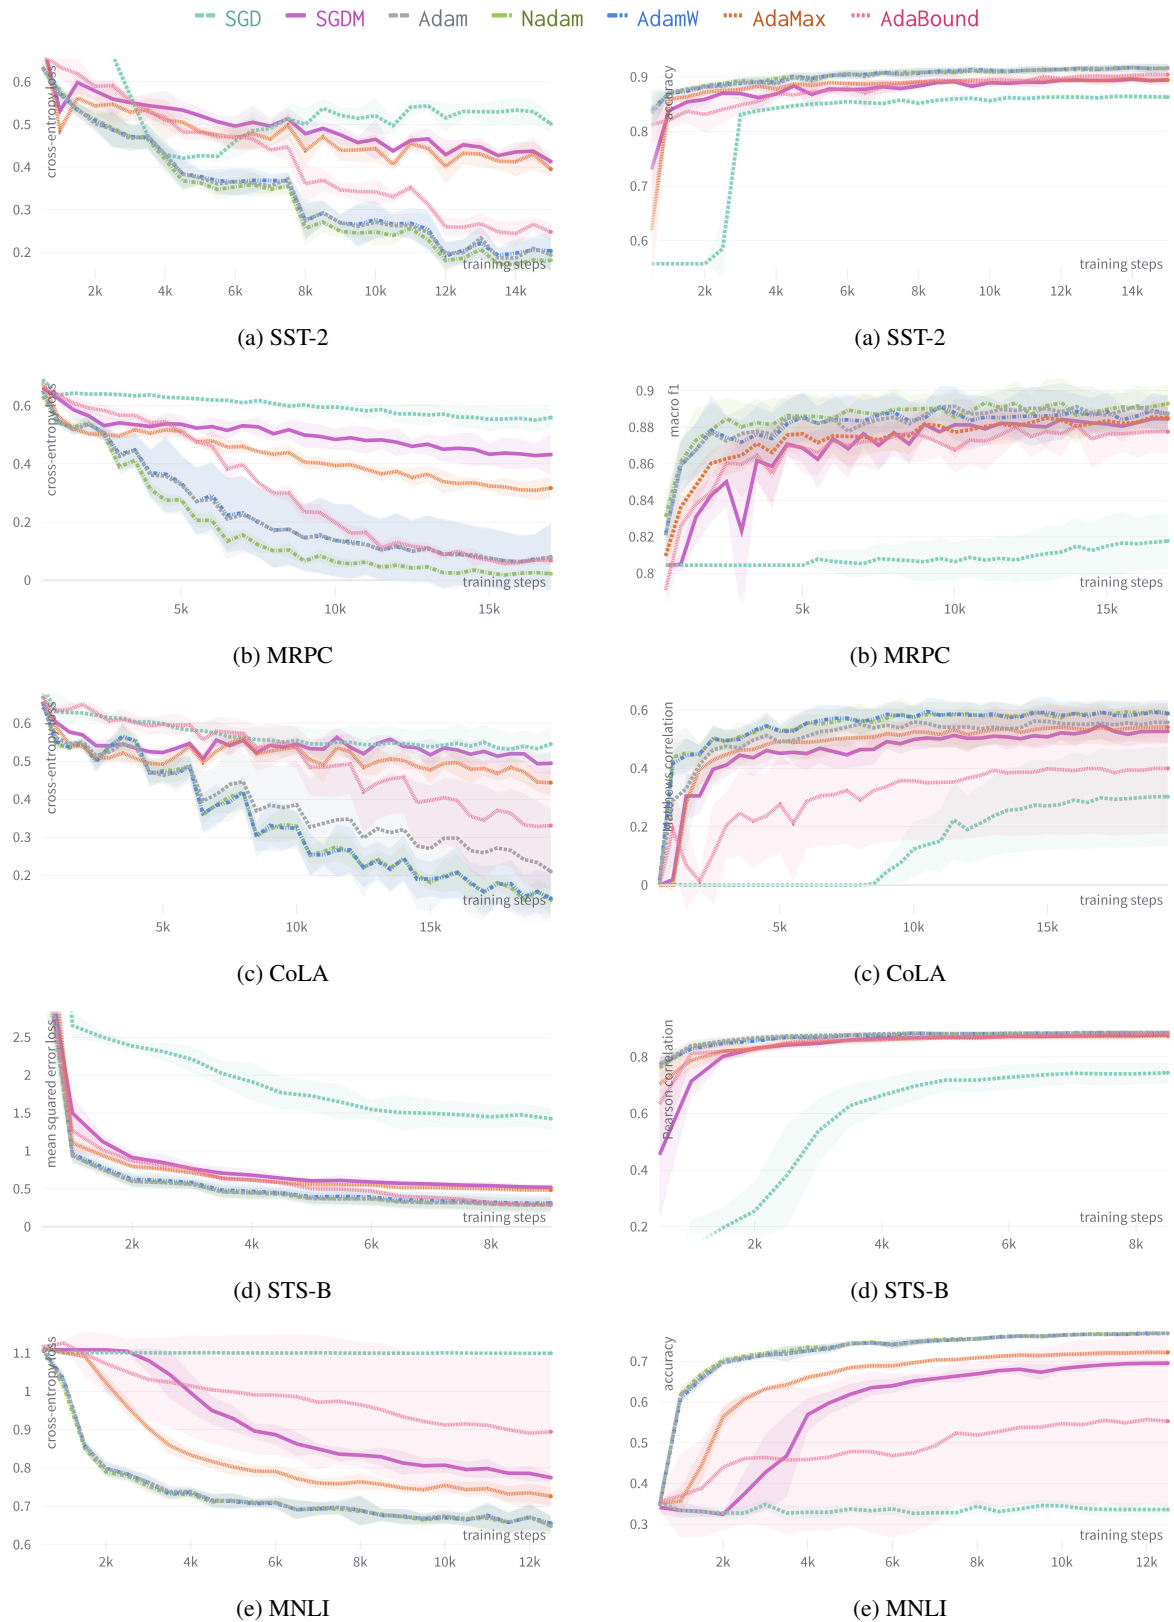 SGD SGDM Adam Nadam AdamW AdaMax AdaBound
cross-entropy loss
0.6
0.5
0.4
0.3
0.2
training steps
2k 4k 6k 8k 10k 12k 14k
(a) SST-2
accuracy
0.9
0.8
0.7
0.6
training steps
2k 4k 6k 8k 10k 12k 14k
(a) SST-2
cross-entropy loss
0.6
0.4
0.2
0
training steps
5k 10k 15k
(b) MRPC
macro f1
0.9
0.88
0.86
0.84
0.82
0.8
training steps
5k 10k 15k
(b) MRPC
cross-entropy loss
0.6
0.5
0.4
0.3
0.2
training steps
5k 10k 15k
(c) CoLA
Matthews correlation
0.6
0.4
0.2
0
training steps
5k 10k 15k
(c) CoLA
mean squared error loss
2.5
2
1.5
1
0.5
0
training steps
2k 4k 6k 8k
(d) STS-B
Pearson correlation
0.8
0.6
0.4
0.2
training steps
2k 4k 6k 8k
(d) STS-B
cross-entropy loss
1.1
1
0.9
0.8
0.7
0.6
training steps
2k 4k 6k 8k 10k 12k
(e) MNLI
accuracy
0.7
0.6
0.5
0.4
0.3
training steps
2k 4k 6k 8k 10k 12k
(e) MNLI